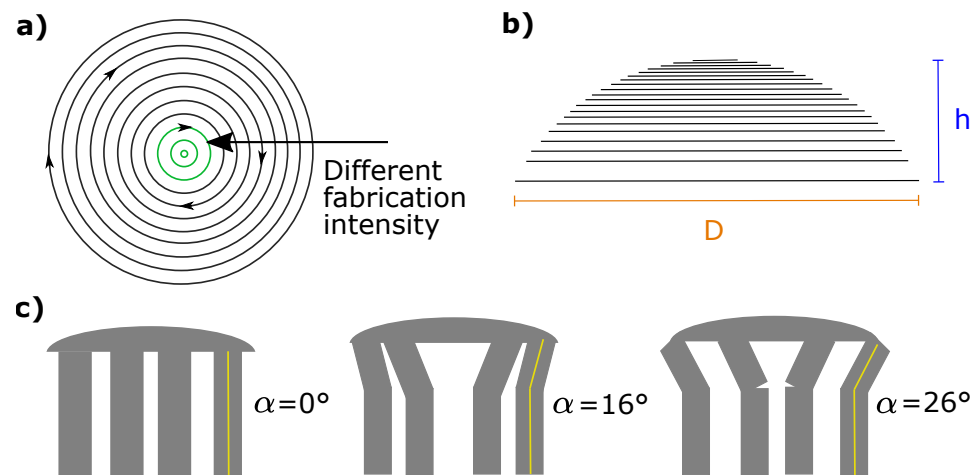 a)
Different
fabrication
intensity
b)
h
D
c)
α=0°
α=16°
α=26°